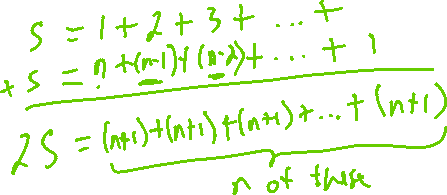 S = 1 + 2 + 3 + ... +
+ S = n + (n-1) + (n-2) + ... + 1
2S = (n+1) + (n+1) + (n+1) + ... + (n+1)
n of these